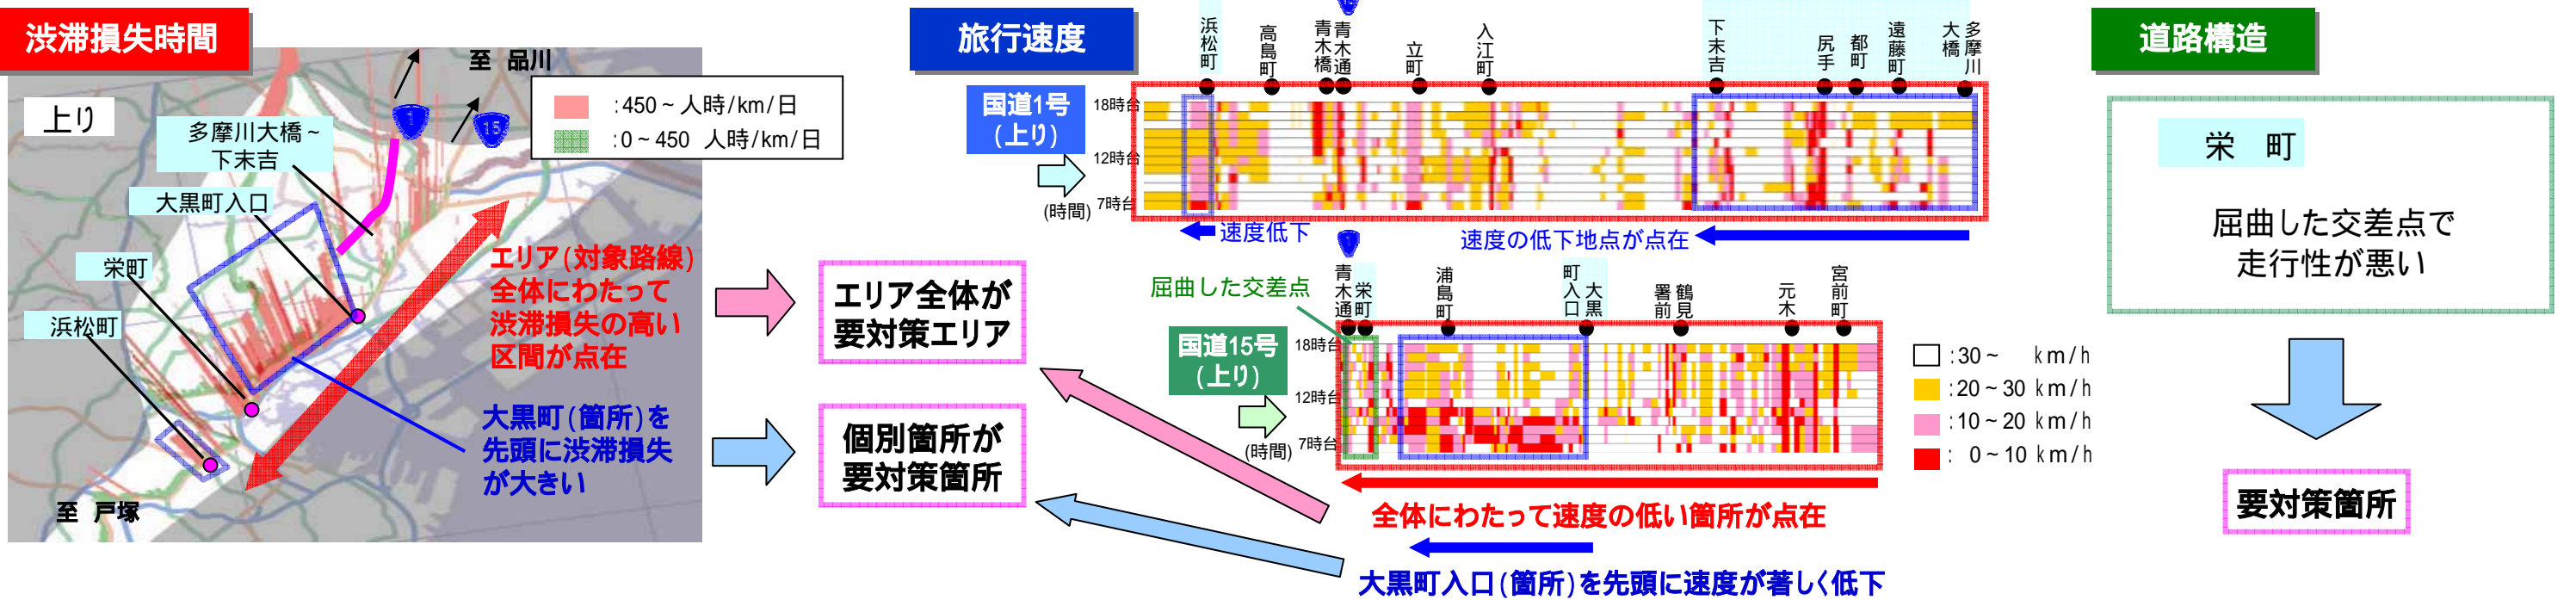 渋滞損失時間
至 品川
上り
1
15
:450～人時/km/日
:0～450 人時/km/日
多摩川大橋～
下末吉
大黒町入口
栄町
浜松町
至 戸塚
エリア(対象路線)
全体にわたって
渋滞損失の高い
区間が点在
大黒町(箇所)を
先頭に渋滞損失
が大きい
エリア全体が
要対策エリア
個別箇所が
要対策箇所
旅行速度
国道1号
(上り)
(時間)
浜松町
高島町
青木橋
青木通
立町
入江町
下末吉
尻手
都町
遠藤町
多摩川
大橋
18時台
12時台
7時台
速度低下
速度の低下地点が点在
屈曲した交差点
国道15号
(上り)
(時間)
青木通
栄町
浦島町
大黒
町入口
鶴見
署前
元木
宮前町
18時台
12時台
7時台
:30～ km/h
:20～30 km/h
:10～20 km/h
: 0～10 km/h
全体にわたって速度の低い箇所が点在
大黒町入口(箇所)を先頭に速度が著しく低下
道路構造
栄 町
屈曲した交差点で
走行性が悪い
要対策箇所